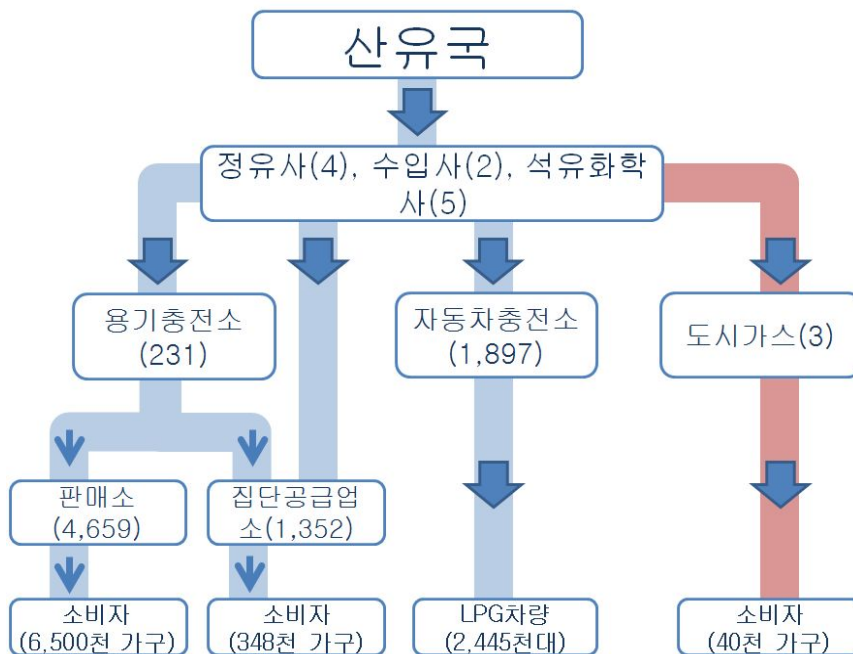 산유국
정유사(4), 수입사(2), 석유화학
사(5)
용기충전소
(231)
자동차충전소
(1,897)
도시가스(3)
판매소
(4,659)
집단공급업
소(1,352)
소비자
(6,500천 가구)
소비자
(348천 가구)
LPG차량
(2,445천대)
소비자
(40천 가구)